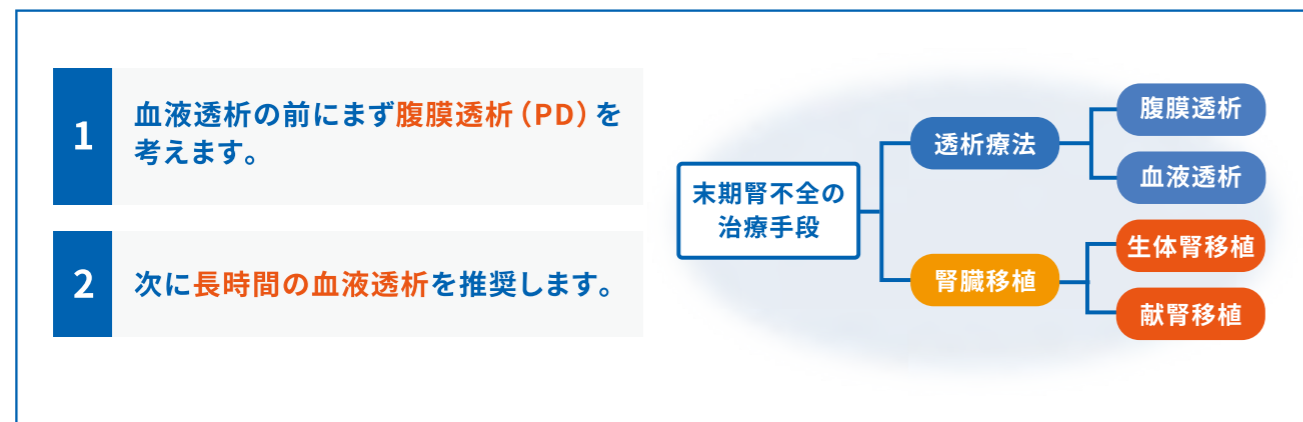 1
血液透析の前にまず腹膜透析（PD）を
考えます。
2
次に長時間の血液透析を推奨します。
末期腎不全の
治療手段
透析療法
腹膜透析
血液透析
腎臓移植
生体腎移植
献腎移植